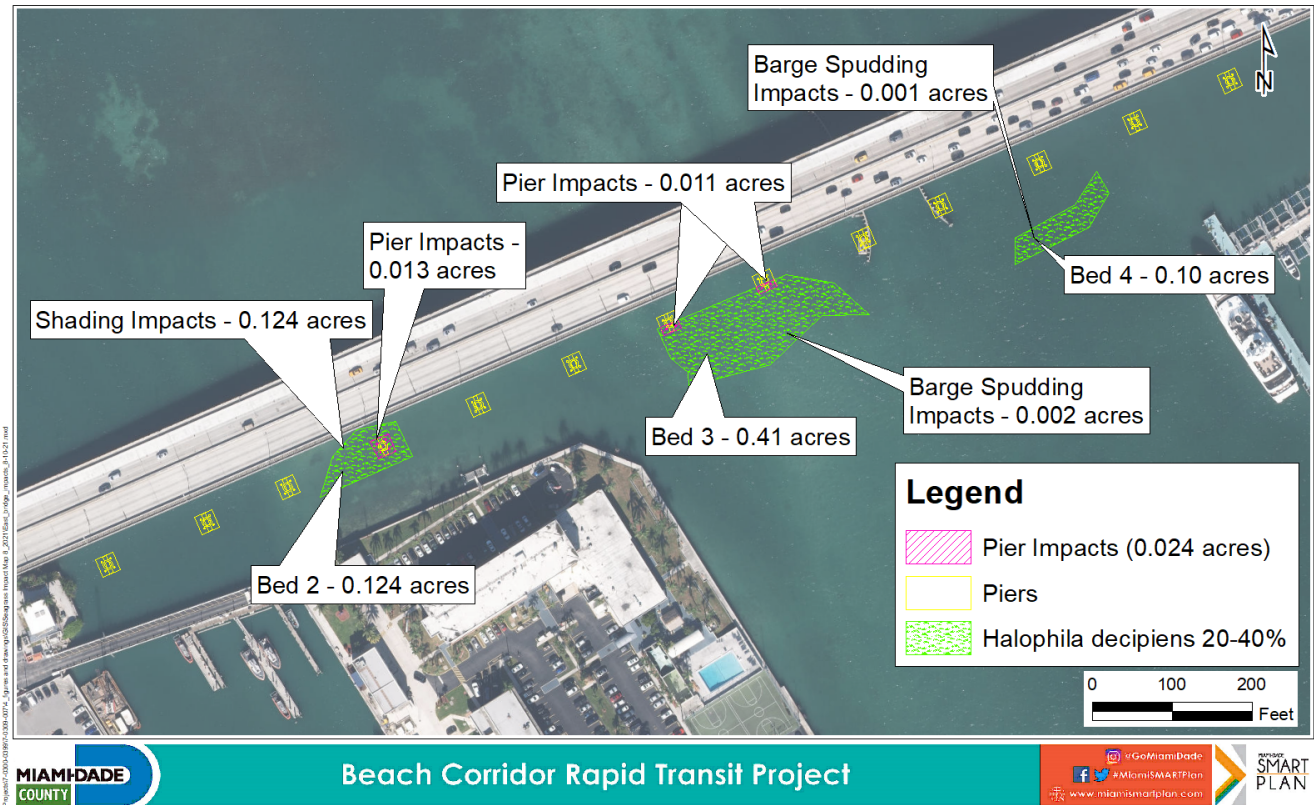 Barge Spudding
Impacts - 0.001 acres
N
Pier Impacts - 0.011 acres
Pier Impacts -
0.013 acres
Shading Impacts - 0.124 acres
Bed 4 - 0.10 acres
Barge Spudding
Impacts - 0.002 acres
Bed 3 - 0.41 acres
Bed 2 - 0.124 acres
Legend
Pier Impacts (0.024 acres)
Piers
Halophila decipiens 20-40%
0 100 200
Feet
MIAMI-DADE
COUNTY
Beach Corridor Rapid Transit Project
@GoMiamiDade
#MiamiSMARTPlan
www.miamismartplan.com
MIAMI-DADE
SMART
PLAN